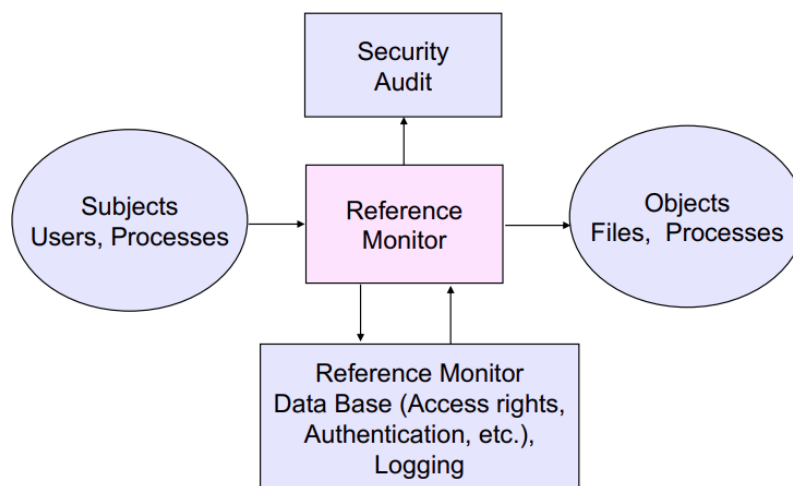 Security
Audit
Subjects
Users, Processes
Reference
Monitor
Objects
Files, Processes
Reference Monitor
Data Base (Access rights,
Authentication, etc.),
Logging